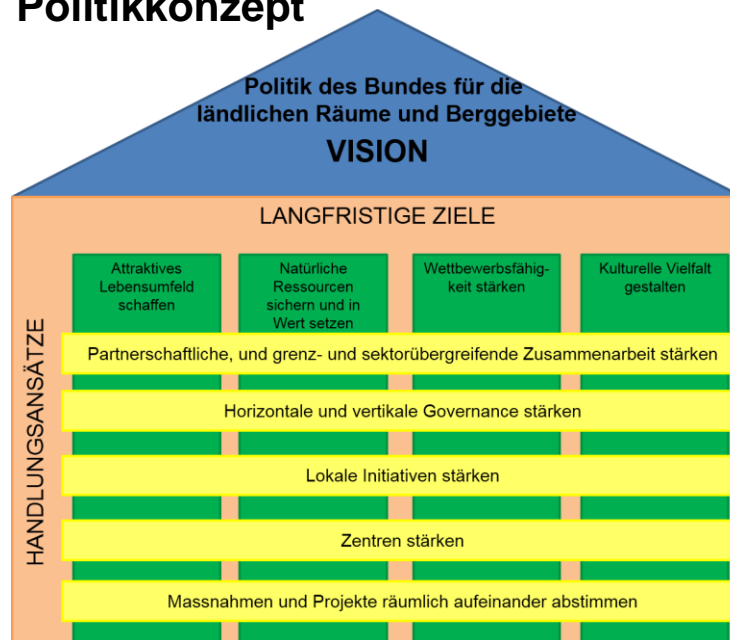 Politikkonzept
Politik des Bundes für die
ländlichen Räume und Berggebiete
VISION
LANGFRISTIGE ZIELE
HANDLUNGSANSÄTZE
Attraktives
Lebensumfeld
schaffen
Natürliche
Ressourcen
sichern und in
Wert setzen
Wettbewerbsfähig-
keit stärken
Kulturelle Vielfalt
gestalten
Partnerschaftliche, und grenz- und sektorübergreifende Zusammenarbeit stärken
Horizontale und vertikale Governance stärken
Lokale Initiativen stärken
Zentren stärken
Massnahmen und Projekte räumlich aufeinander abstimmen